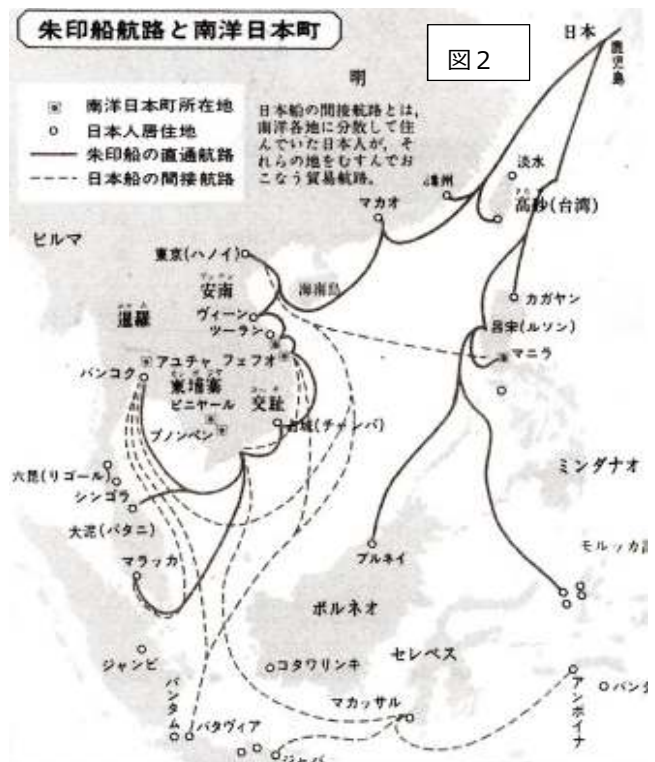 朱印船航路と南洋日本町
図２
日本
鹿児島
明
南洋日本町所在地
日本人居住地
朱印船の直通航路
日本船の間接航路
日本船の間接航路とは、
南洋各地に分散して住
んでいた日本人が、そ
れらの地をむすんでお
こなう貿易航路。
淡水
高砂(台湾)
漳州
マカオ
ビルマ
東京(ハノイ)
安南
海南島
カガヤン
ヴィーン
ツーラン
暹羅
呂宋(ルソン)
マニラ
アユチャ
フェフオ
バンコク
東埔寨
交趾
ピニヤール
占城(チャンパ)
プノンペン
ミンダナオ
六昆(リゴール)
シンゴラ
大泥(パタニ)
モルッカ
マラッカ
ブルネイ
ボルネオ
ジャンビ
コタワリンギ
セレベス
バンタム
バタヴィア
マカッサル
アンボイナ
バンダ
ジャバ